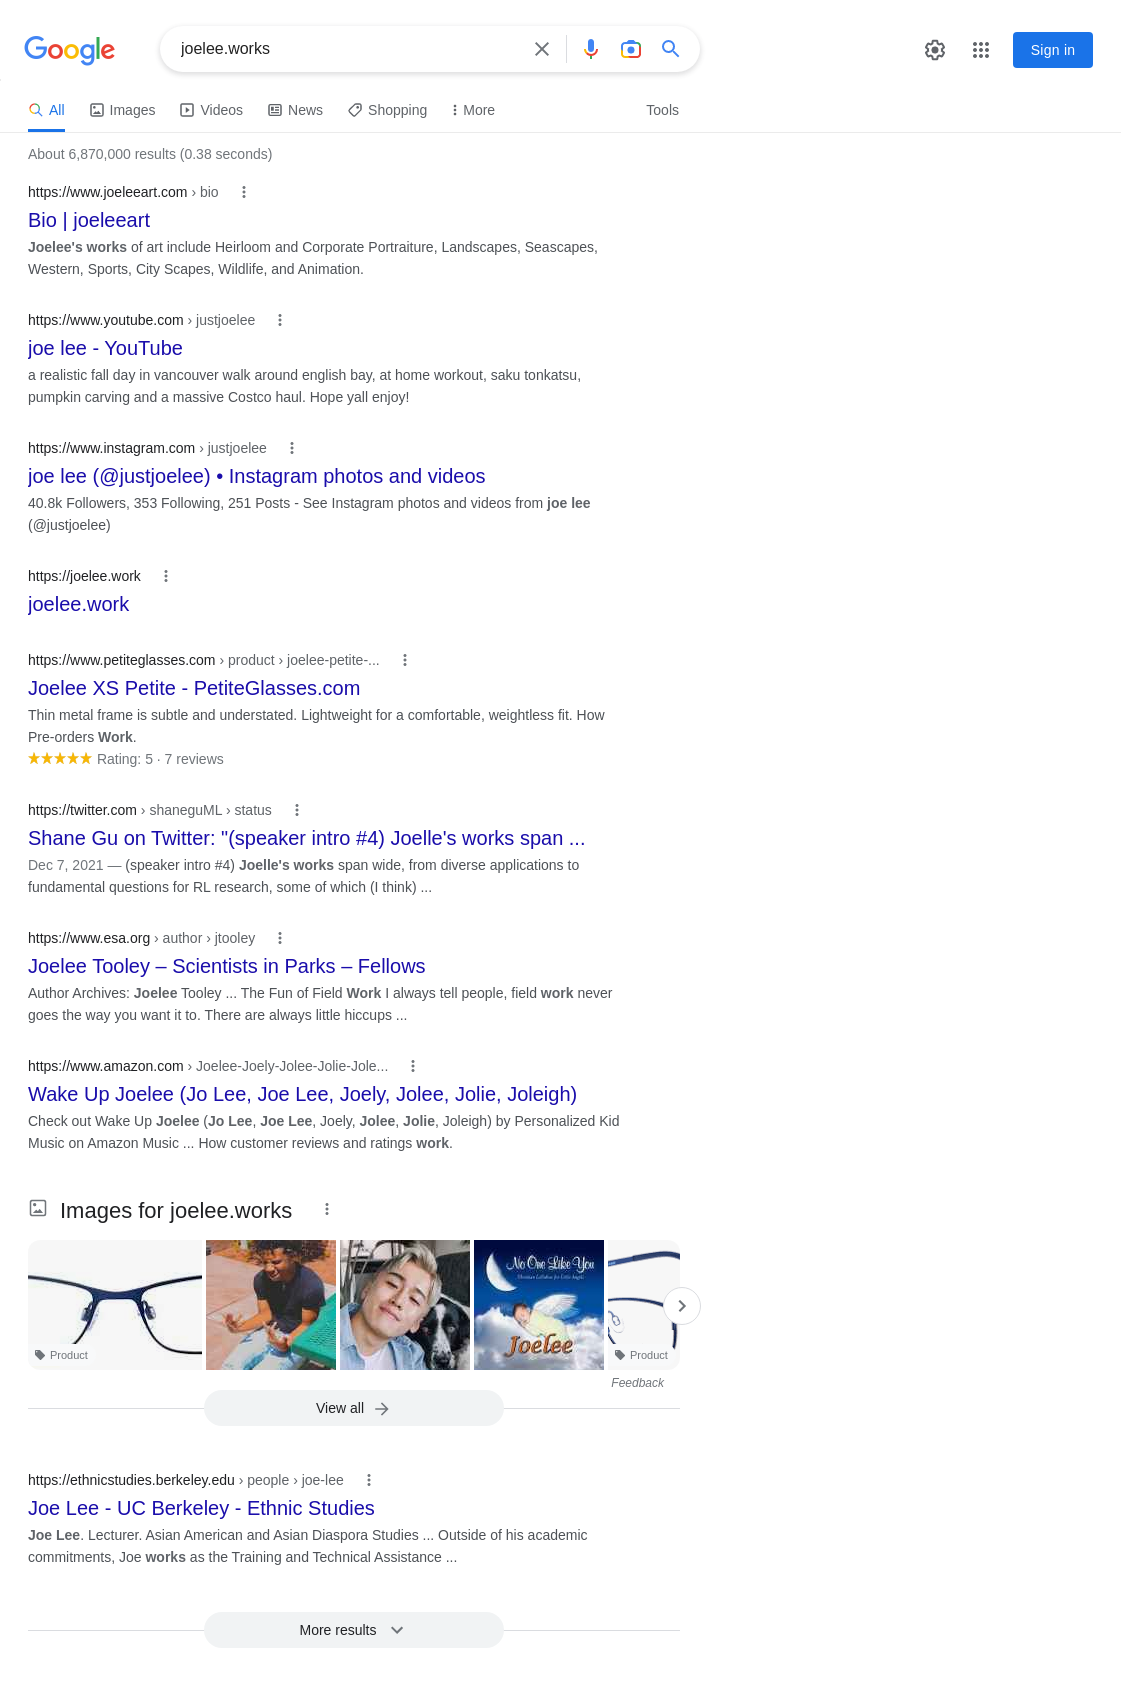 Google
joelee.works
Sign in
All
Images
Videos
News
Shopping
More
Tools
About 6,870,000 results (0.38 seconds)
https://www.joeleeart.com › bio
Bio | joeleeart
Joelee's works of art include Heirloom and Corporate Portraiture, Landscapes, Seascapes,
Western, Sports, City Scapes, Wildlife, and Animation.
https://www.youtube.com › justjoelee
joe lee - YouTube
a realistic fall day in vancouver walk around english bay, at home workout, saku tonkatsu,
pumpkin carving and a massive Costco haul. Hope yall enjoy!
https://www.instagram.com › justjoelee
joe lee (@justjoelee) • Instagram photos and videos
40.8k Followers, 353 Following, 251 Posts - See Instagram photos and videos from joe lee
(@justjoelee)
https://joelee.work
joelee.work
https://www.petiteglasses.com › product › joelee-petite-...
Joelee XS Petite - PetiteGlasses.com
Thin metal frame is subtle and understated. Lightweight for a comfortable, weightless fit. How
Pre-orders Work.
Rating: 5 · 7 reviews
https://twitter.com › shaneguML › status
Shane Gu on Twitter: "(speaker intro #4) Joelle's works span ...
Dec 7, 2021 — (speaker intro #4) Joelle's works span wide, from diverse applications to
fundamental questions for RL research, some of which (I think) ...
https://www.esa.org › author › jtooley
Joelee Tooley – Scientists in Parks – Fellows
Author Archives: Joelee Tooley ... The Fun of Field Work I always tell people, field work never
goes the way you want it to. There are always little hiccups ...
https://www.amazon.com › Joelee-Joely-Jolee-Jolie-Jole...
Wake Up Joelee (Jo Lee, Joe Lee, Joely, Jolee, Jolie, Joleigh)
Check out Wake Up Joelee (Jo Lee, Joe Lee, Joely, Jolee, Jolie, Joleigh) by Personalized Kid
Music on Amazon Music ... How customer reviews and ratings work.
Images for joelee.works
No One Like You
Joelee
Product
Product
Feedback
View all
https://ethnicstudies.berkeley.edu › people › joe-lee
Joe Lee - UC Berkeley - Ethnic Studies
Joe Lee. Lecturer. Asian American and Asian Diaspora Studies ... Outside of his academic
commitments, Joe works as the Training and Technical Assistance ...
More results